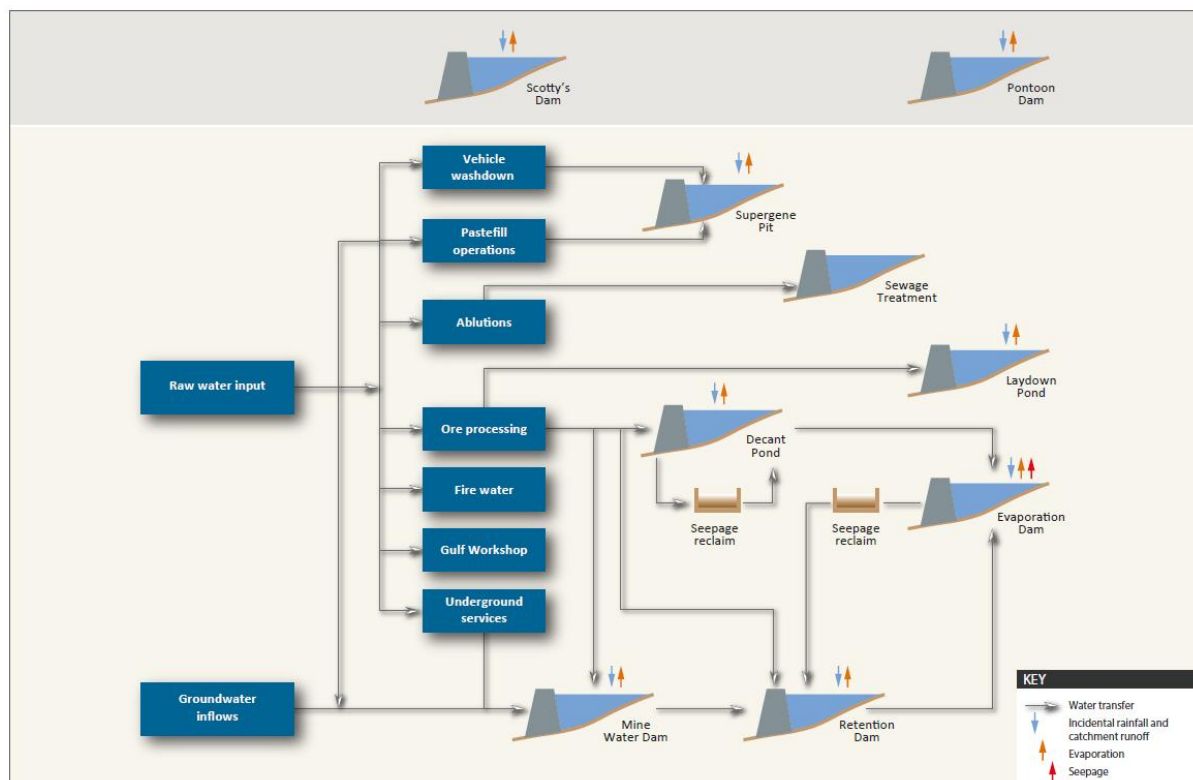 Scotty's
Dam
Pontoon
Dam
Vehicle
washdown
Supergene
Pit
Pastefill
operations
Sewage
Treatment
Ablutions
Raw water input
Laydown
Pond
Ore processing
Decant
Pond
Fire water
Seepage
reclaim
Seepage
reclaim
Evaporation
Dam
Gulf Workshop
Underground
services
Groundwater
inflows
Mine
Water Dam
Retention
Dam
KEY
Water transfer
Incidental rainfall and
catchment runoff
Evaporation
Seepage